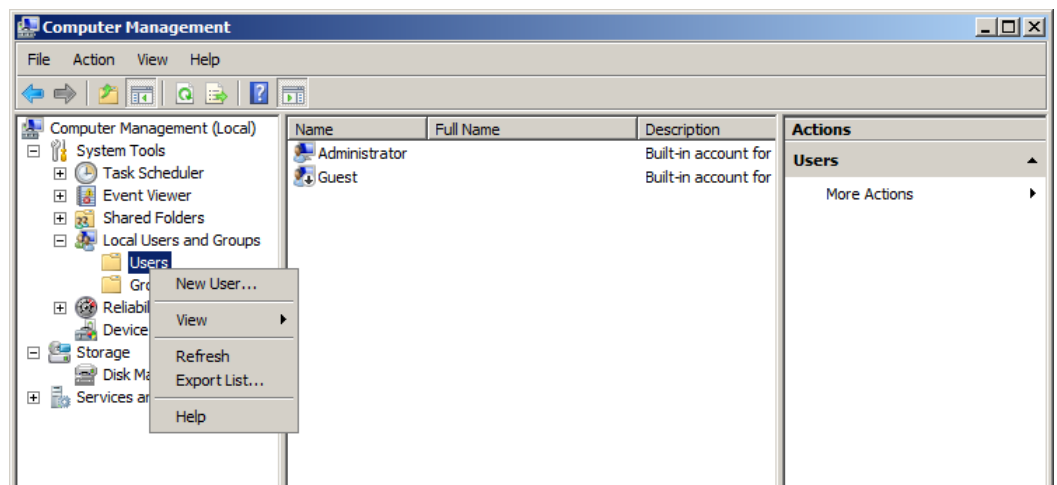 Computer Management
File Action View Help
Computer Management (Local)
System Tools
Task Scheduler
Event Viewer
Shared Folders
Local Users and Groups
Users
Gro
Reliabil
Device
Storage
Disk Ma
Services an
New User...
View
Refresh
Export List...
Help
Name Full Name Description
Administrator Built-in account for
Guest Built-in account for
Actions
Users
More Actions